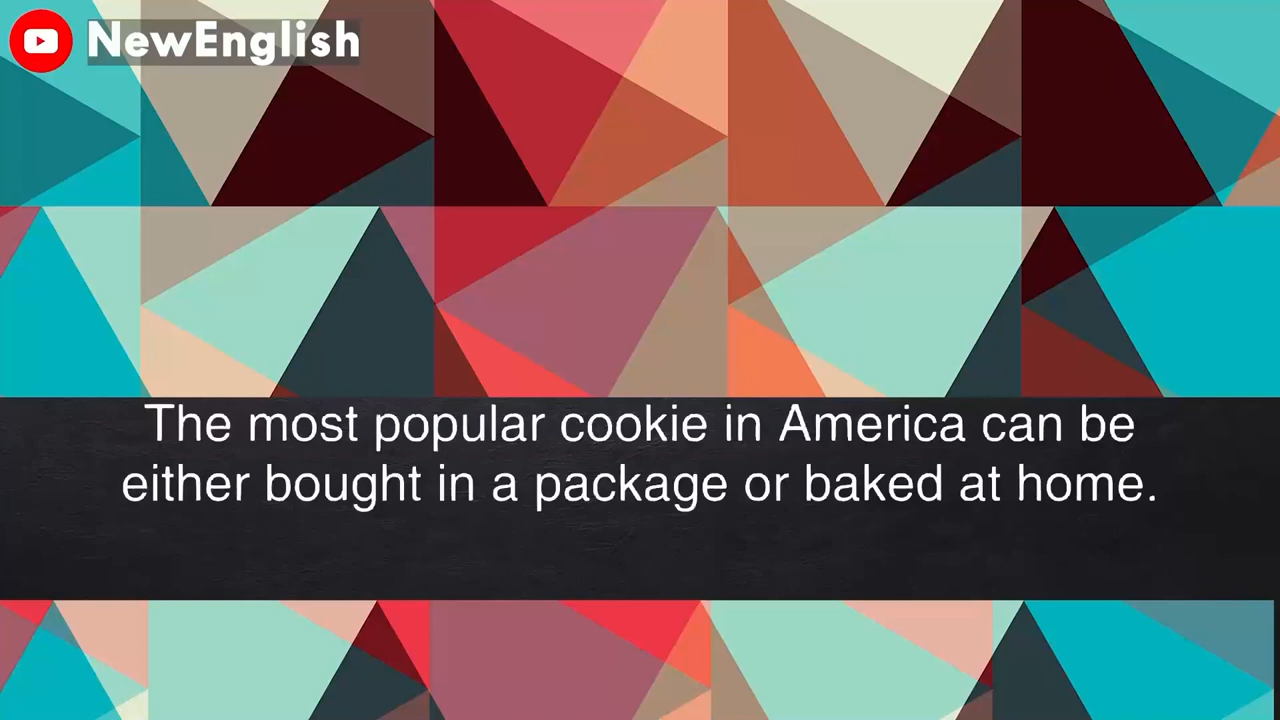 NewEnglish
The most popular cookie in America can be
either bought in a package or baked at home.